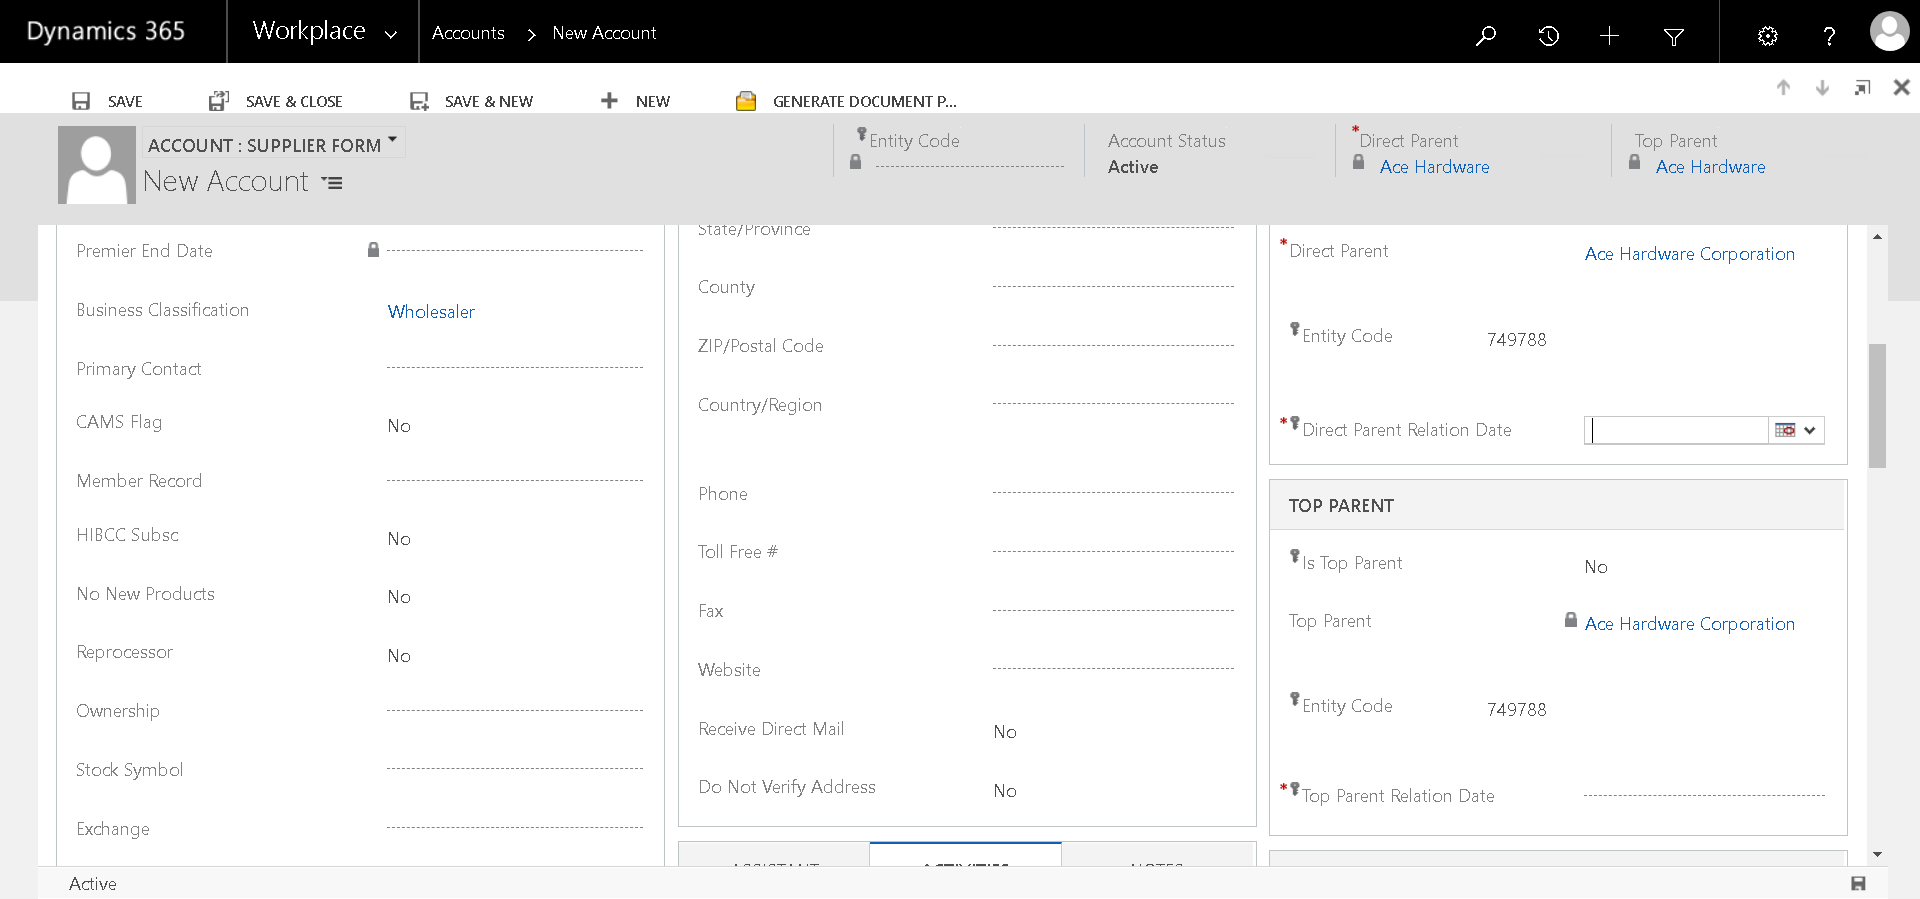 Dynamics 365
Workplace
Accounts > New Account
SAVE
SAVE & CLOSE
SAVE & NEW
NEW
GENERATE DOCUMENT P...
ACCOUNT : SUPPLIER FORM
New Account
Entity Code
Account Status
Active
*Direct Parent
Ace Hardware
Top Parent
Ace Hardware
Premier End Date
Business Classification
Wholesaler
Primary Contact
CAMS Flag
No
Member Record
HIBCC Subsc
No
No New Products
No
Reprocessor
No
Ownership
Stock Symbol
Exchange
State/Province
County
ZIP/Postal Code
Country/Region
Phone
Toll Free #
Fax
Website
Receive Direct Mail
No
Do Not Verify Address
No
ASSISTANT
ACTIVITIES
NOTES
*Direct Parent
Ace Hardware Corporation
Entity Code
749788
*Direct Parent Relation Date
TOP PARENT
Is Top Parent
No
Top Parent
Ace Hardware Corporation
Entity Code
749788
*Top Parent Relation Date
Active